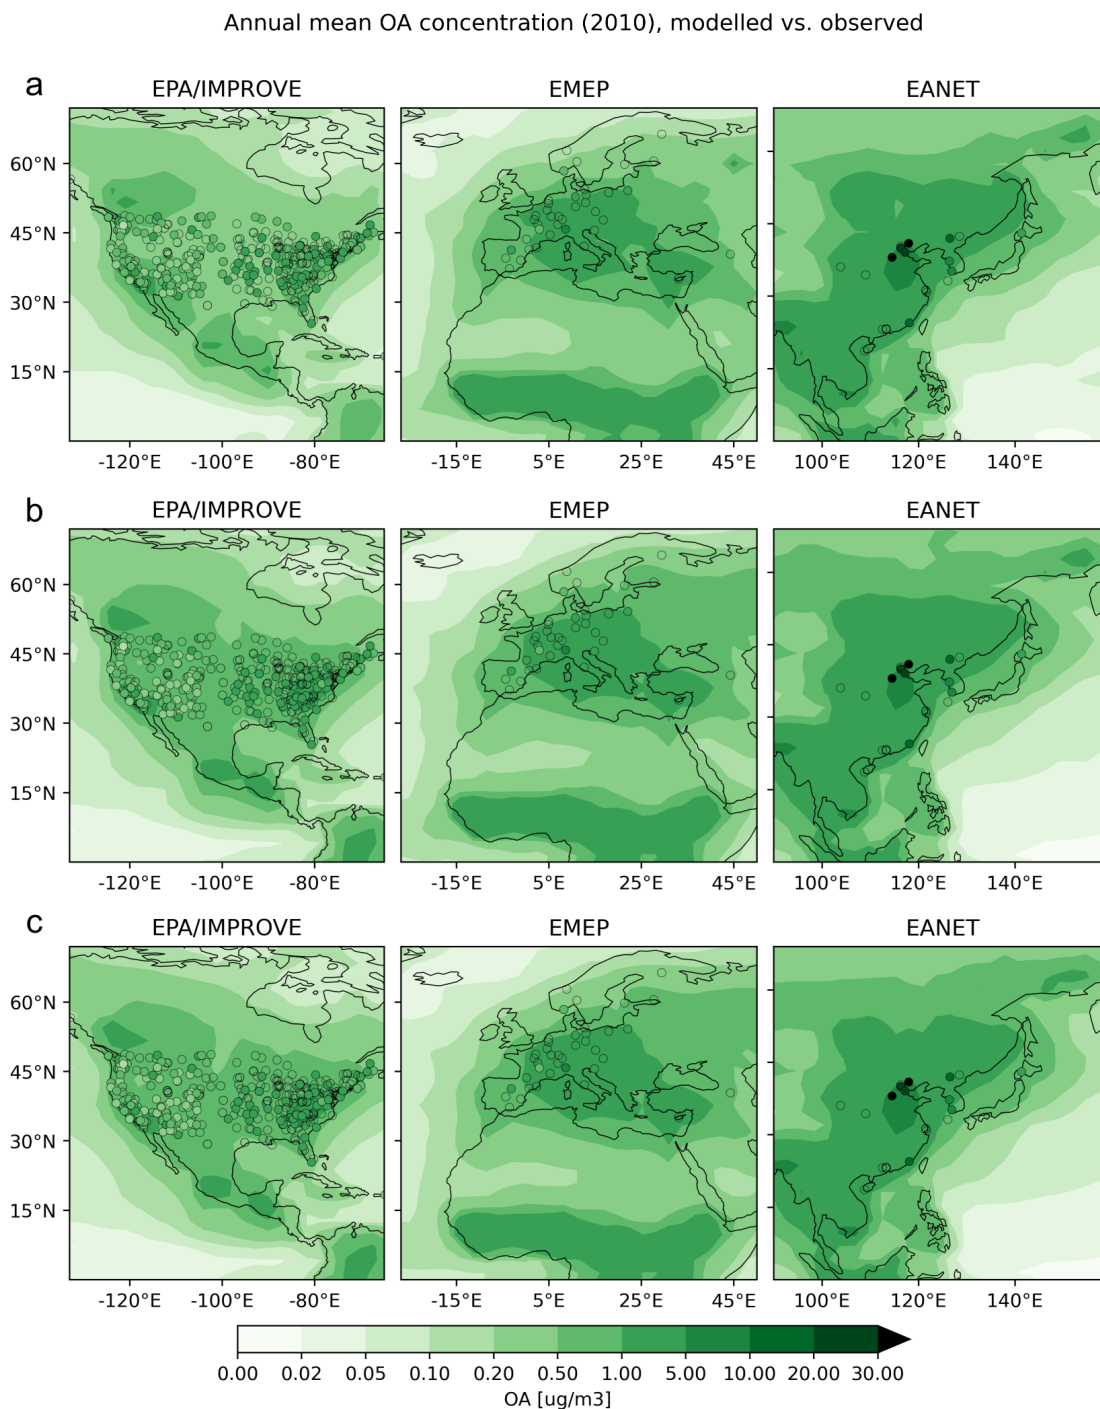 Annual mean OA concentration (2010), modelled vs. observed
a
EPA/IMPROVE EMEP EANET
60°N
45°N
30°N
15°N
-120°E -100°E -80°E -15°E 5°E 25°E 45°E 100°E 120°E 140°E
b
EPA/IMPROVE EMEP EANET
60°N
45°N
30°N
15°N
-120°E -100°E -80°E -15°E 5°E 25°E 45°E 100°E 120°E 140°E
c
EPA/IMPROVE EMEP EANET
60°N
45°N
30°N
15°N
-120°E -100°E -80°E -15°E 5°E 25°E 45°E 100°E 120°E 140°E
0.00 0.02 0.05 0.10 0.20 0.50 1.00 5.00 10.00 20.00 30.00
OA [ug/m3]